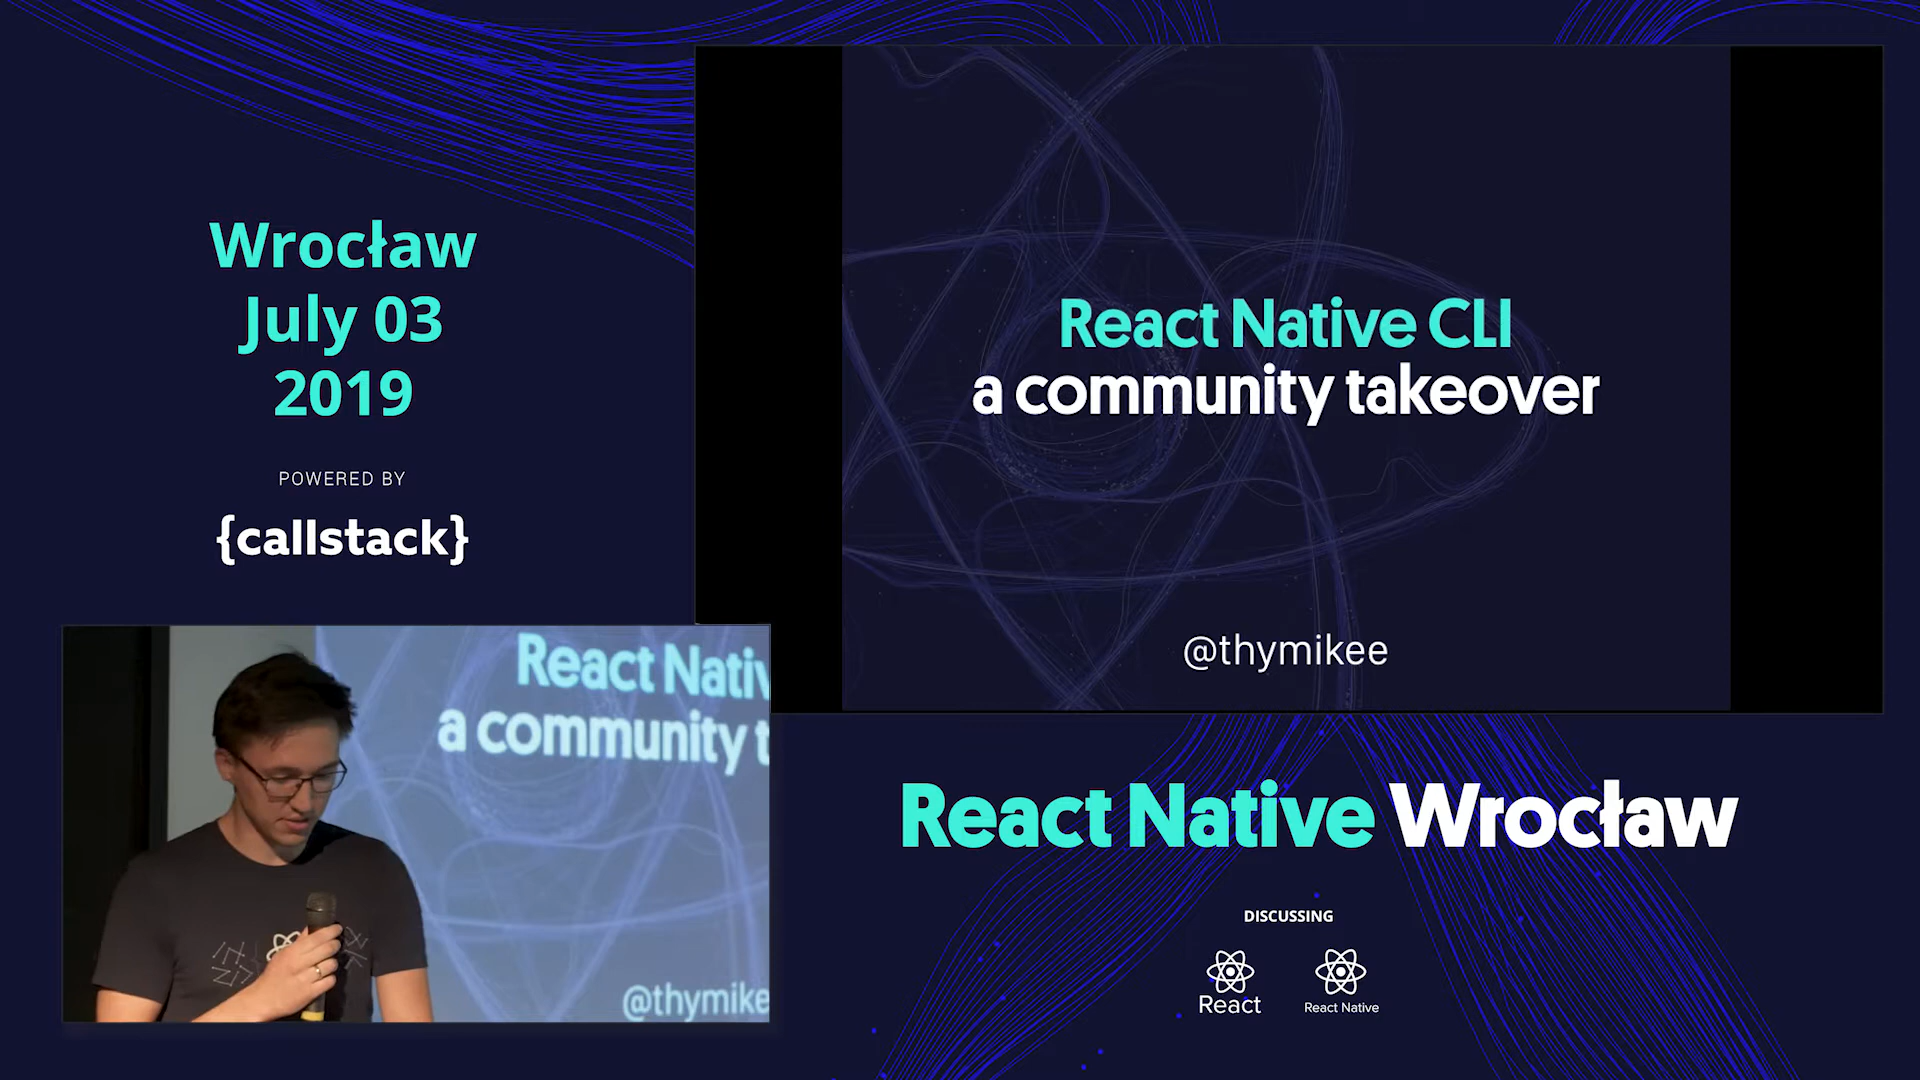 Wrocław
July 03
2019
POWERED BY
{callstack}
React Native CLI
a community takeover
@thymikee
React Nativ
a community t
@thymike
React Native Wrocław
DISCUSSING
React
React Native